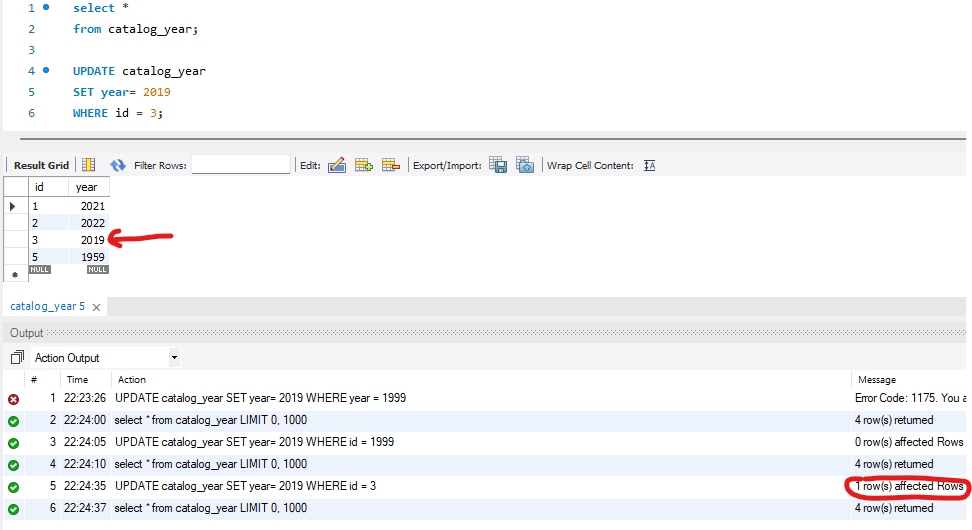 1 select *
2 from catalog_year;
3
4 UPDATE catalog_year
5 SET year= 2019
6 WHERE id = 3;
Result Grid Filter Rows: Edit: Export/Import: Wrap Cell Content: IA
id year
1 2021
2 2022
3 2019
5 1959
NULL NULL
catalog_year 5
Output
Action Output
# Time Action Message
1 22:23:26 UPDATE catalog_year SET year= 2019 WHERE year = 1999 Error Code: 1175. You a
2 22:24:00 select * from catalog_year LIMIT 0, 1000 4 row(s) returned
3 22:24:05 UPDATE catalog_year SET year= 2019 WHERE id = 1999 0 row(s) affected Rows
4 22:24:10 select * from catalog_year LIMIT 0, 1000 4 row(s) returned
5 22:24:35 UPDATE catalog_year SET year= 2019 WHERE id = 3 1 row(s) affected Rows
6 22:24:37 select * from catalog_year LIMIT 0, 1000 4 row(s) returned